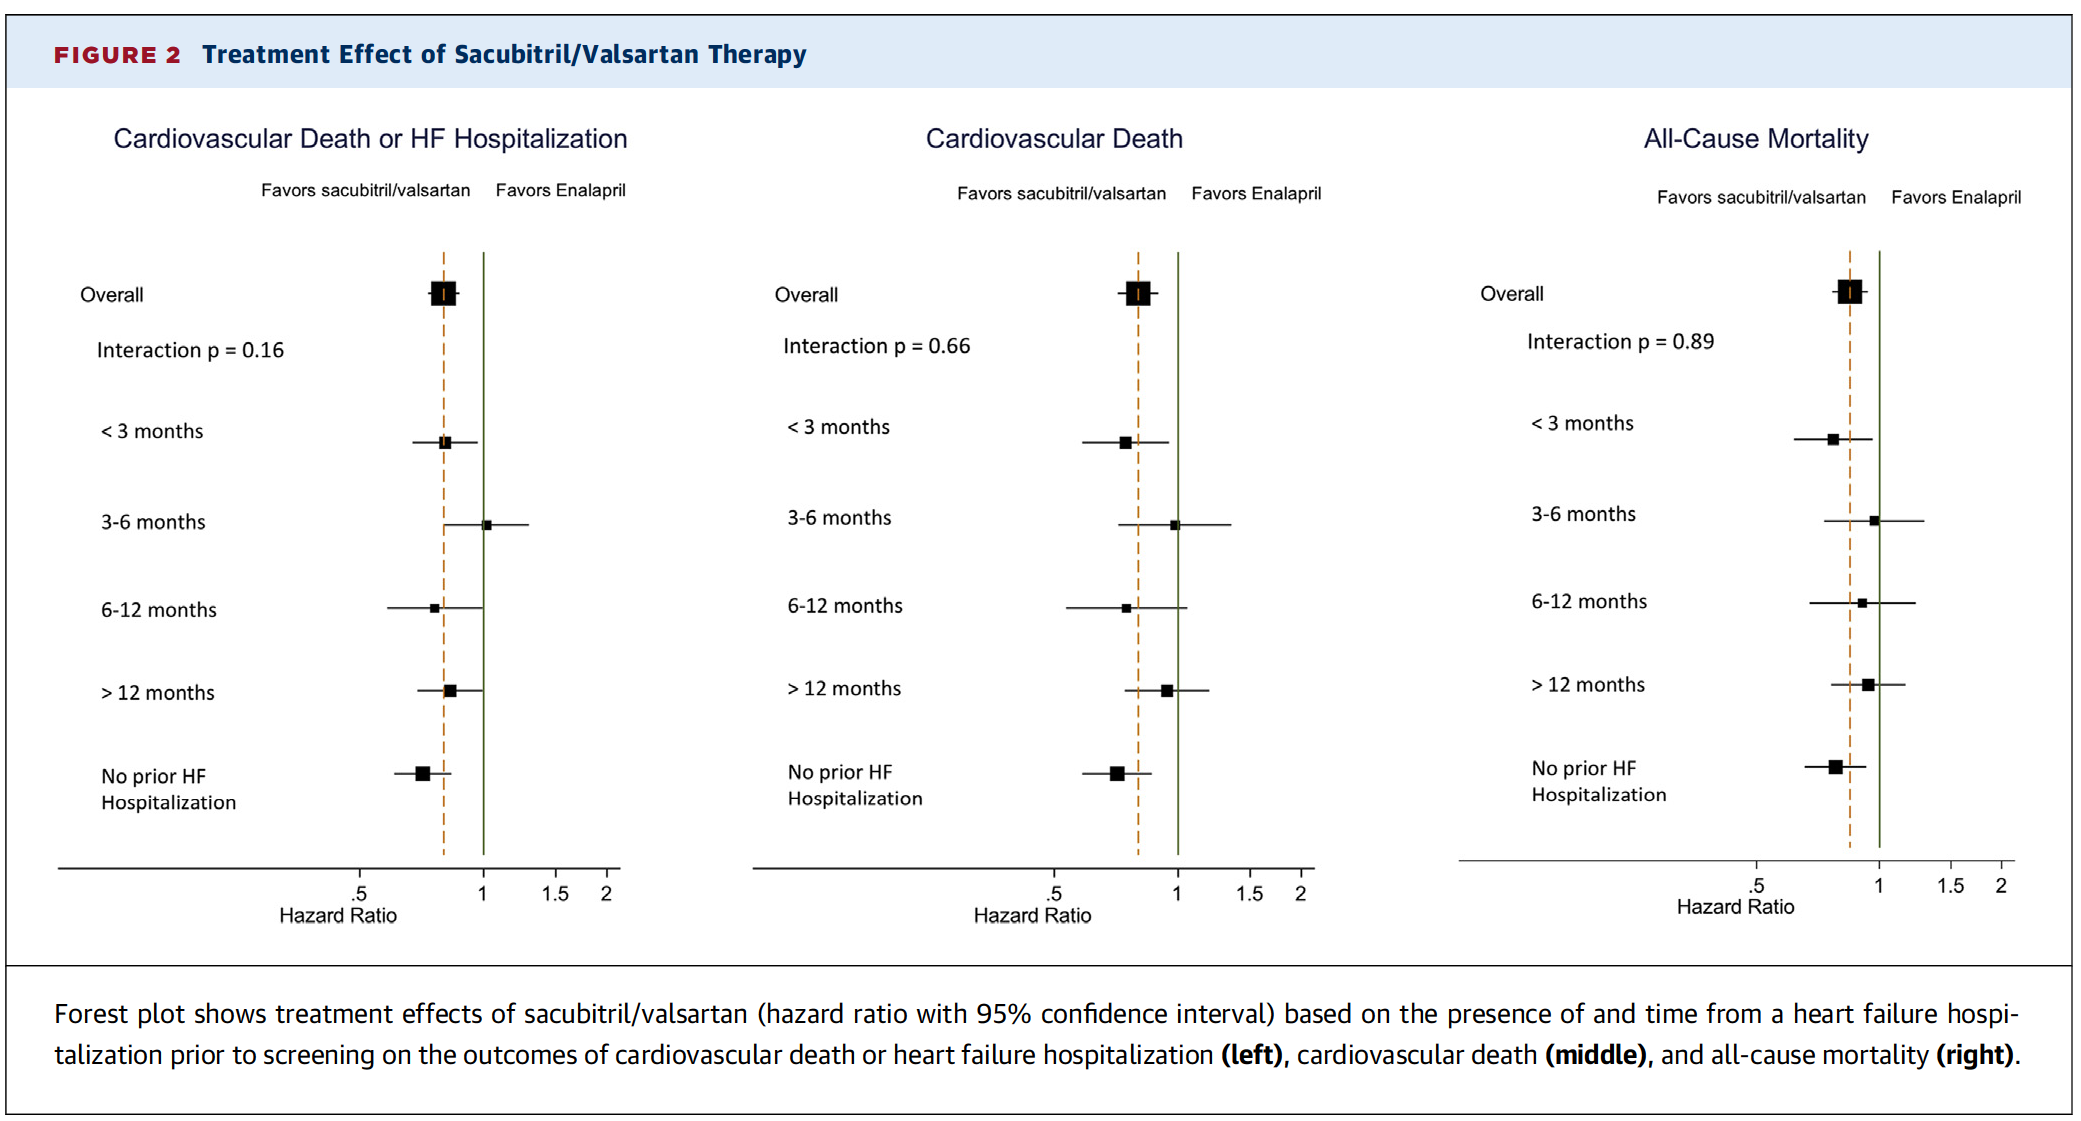 FIGURE 2 Treatment Effect of Sacubitril/Valsartan Therapy
Cardiovascular Death or HF Hospitalization
Favors sacubitril/valsartan Favors Enalapril
Overall
Interaction p = 0.16
< 3 months
3-6 months
6-12 months
> 12 months
No prior HF
Hospitalization
.5 1 1.5 2
Hazard Ratio
Cardiovascular Death
Favors sacubitril/valsartan Favors Enalapril
Overall
Interaction p = 0.66
< 3 months
3-6 months
6-12 months
> 12 months
No prior HF
Hospitalization
.5 1 1.5 2
Hazard Ratio
All-Cause Mortality
Favors sacubitril/valsartan Favors Enalapril
Overall
Interaction p = 0.89
< 3 months
3-6 months
6-12 months
> 12 months
No prior HF
Hospitalization
.5 1 1.5 2
Hazard Ratio
Forest plot shows treatment effects of sacubitril/valsartan (hazard ratio with 95% confidence interval) based on the presence of and time from a heart failure hospi-
talization prior to screening on the outcomes of cardiovascular death or heart failure hospitalization (left), cardiovascular death (middle), and all-cause mortality (right).